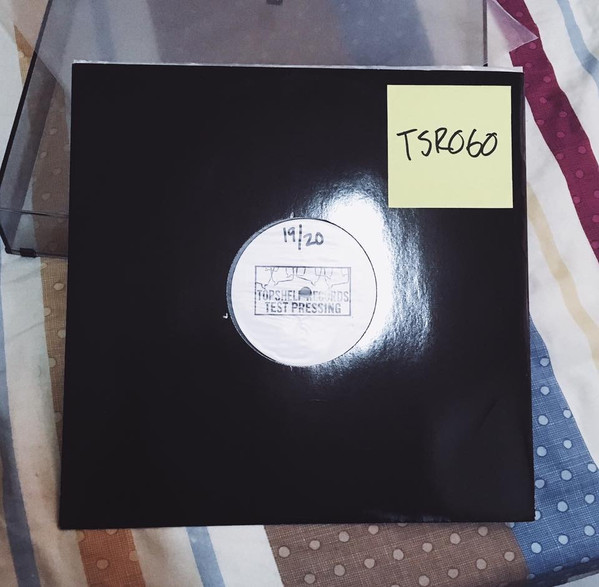 TSR060
19/20
TOPSHELF RECORDS
TEST PRESSING